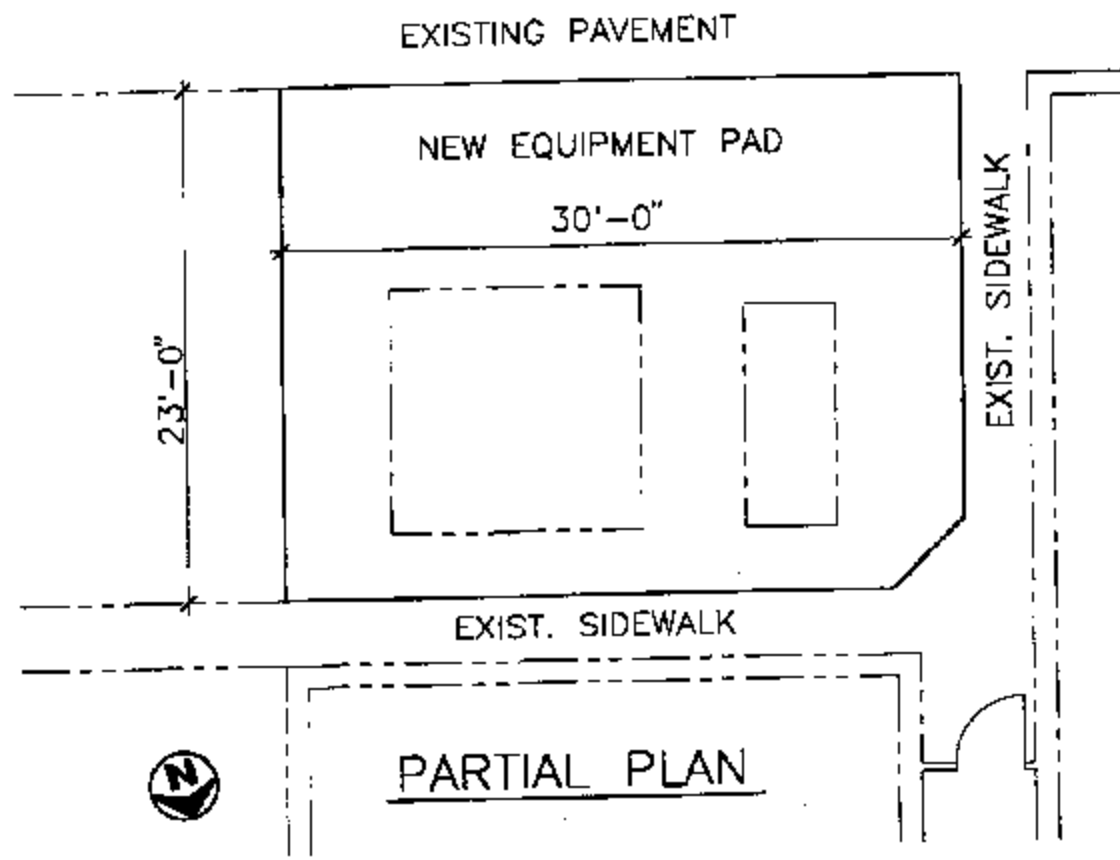 EXISTING PAVEMENT
NEW EQUIPMENT PAD
30'-0"
EXIST. SIDEWALK
23'-0"
EXIST. SIDEWALK
N
PARTIAL PLAN